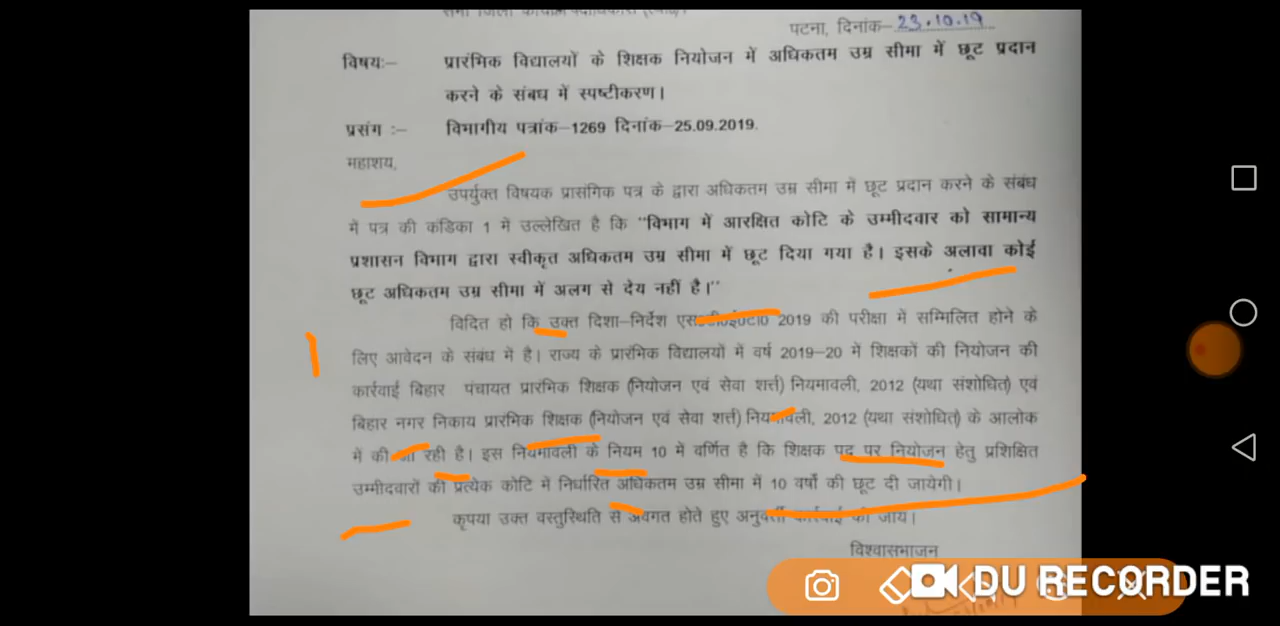 पटना, दिनांक- 23.10.19
विषयः- प्रारंभिक विद्यालयों के शिक्षक नियोजन में अधिकतम उम्र सीमा में छूट प्रदान
करने के संबध में स्पष्टीकरण।
प्रसंग :- विभागीय पत्रांक-1269 दिनांक-25.09.2019.
महाशय,
उपर्युक्त विषयक प्रासंगिक पत्र के द्वारा अधिकतम उम्र सीमा में छूट प्रदान करने के संबंध
में पत्र की कंडिका 1 में उल्लेखित है कि "विभाग में आरक्षित कोटि के उम्मीदवार को सामान्य
प्रशासन विभाग द्वारा स्वीकृत अधिकतम उम्र सीमा में छूट दिया गया है। इसके अलावा कोई
छूट अधिकतम उम्र सीमा में अलग से देय नहीं है।"
विदित हो कि उक्त दिशा-निर्देश 2019 की परीक्षा में सम्मिलित होने के
लिए आवेदन के संबंध में है। राज्य के प्रारंभिक विद्यालयों में वर्ष 2019-20 में शिक्षकों की नियोजन की
कार्रवाई बिहार पंचायत प्रारंभिक शिक्षक (नियोजन एवं सेवा शर्त्त) नियमावली, 2012 (यथा संशोधित) एवं
बिहार नगर निकाय प्रारंभिक शिक्षक (नियोजन एवं सेवा शर्त्त) नियमावली, 2012 (यथा संशोधित) के आलोक
में की जा रही है। इस नियमावली के नियम 10 में वर्णित है कि शिक्षक पद पर नियोजन हेतु प्रशिक्षित
उम्मीदवारों की प्रत्येक कोटि में निर्धारित अधिकतम उम्र सीमा में 10 वर्षो की छूट दी जायेगी।
कृपया उक्त वस्तुस्थिति से अवगत होते हुए अनुवर्त्ती कार्रवाई की जाय।
विश्वासभाजन
DU RECORDER